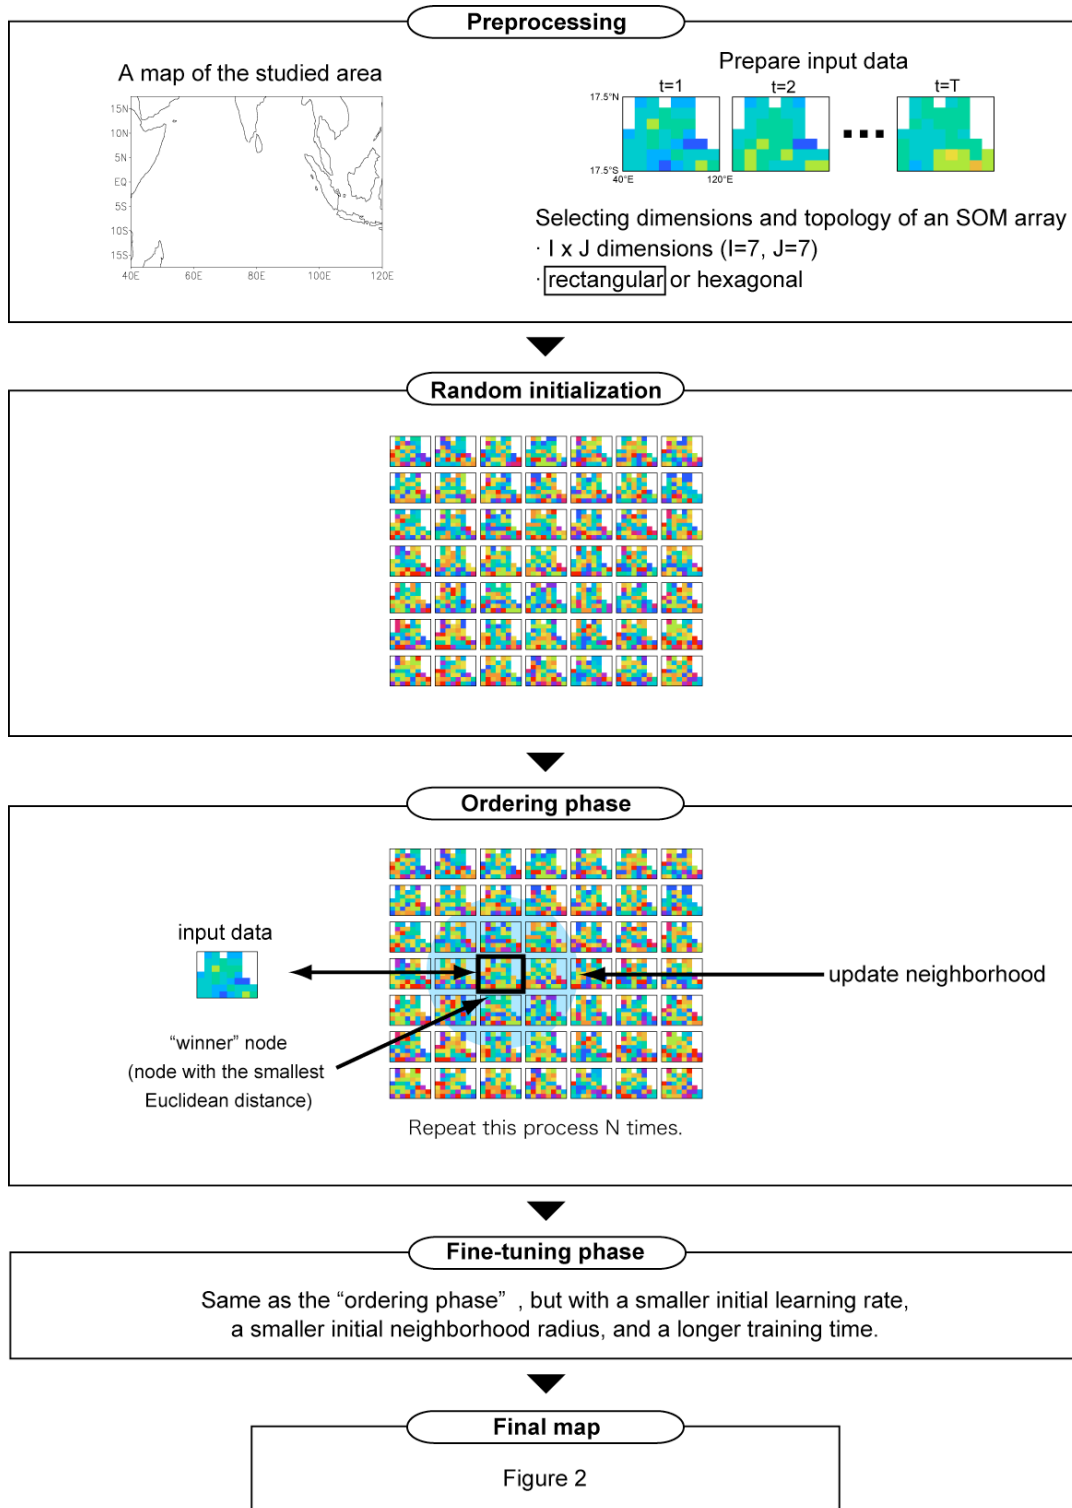 Preprocessing
A map of the studied area
15N
10N
5N
EQ
5S
10S
15S
40E
60E
80E
100E
120E
Prepare input data
t=1
t=2
t=T
17.5°N
17.5°S
40°E
120°E
Selecting dimensions and topology of an SOM array
· I x J dimensions (I=7, J=7)
· rectangular or hexagonal
Random initialization
Ordering phase
input data
"winner" node
(node with the smallest
Euclidean distance)
update neighborhood
Repeat this process N times.
Fine-tuning phase
Same as the “ordering phase” , but with a smaller initial learning rate,
a smaller initial neighborhood radius, and a longer training time.
Final map
Figure 2